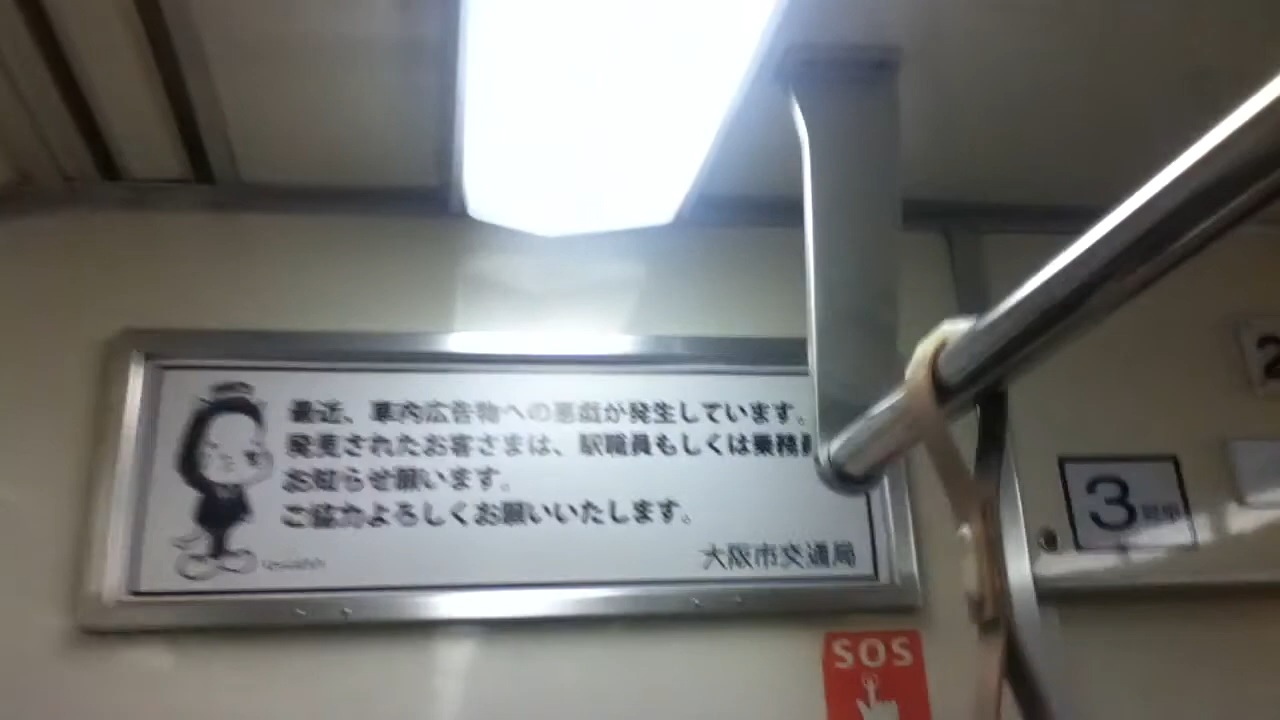 最近、車内広告物への悪戯が発生しています。
発見されたお客さまは、駅職員もしくは乗務員
お知らせ願います。
ご協力よろしくお願いいたします。
大阪市交通局
3
SOS
2